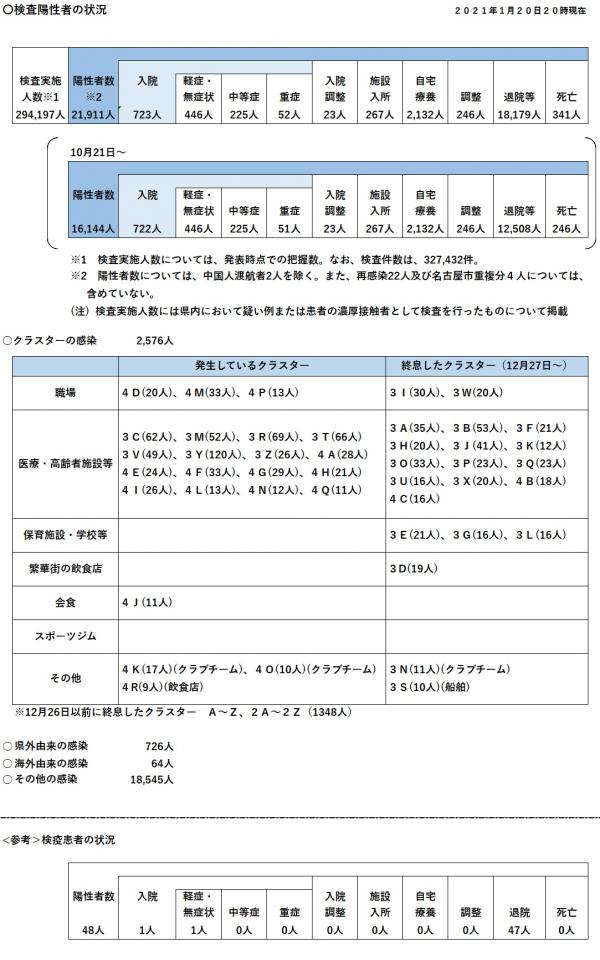 〇検査陽性者の状況
2021年1月20日20時現在
検査実施人数※1 陽性者数※2 入院 軽症・無症状 中等症 重症 入院調整 施設入所 自宅療養 調整 退院等 死亡
294,197人 21,911人 723人 446人 225人 52人 23人 267人 2,132人 246人 18,179人 341人
10月21日～
陽性者数 入院 軽症・無症状 中等症 重症 入院調整 施設入所 自宅療養 調整 退院等 死亡
16,144人 722人 446人 225人 51人 23人 267人 2,132人 246人 12,508人 246人
※1 検査実施人数については、発表時点での把握数。なお、検査件数は、327,432件。
※2 陽性者数については、中国人渡航者2人を除く。また、再感染22人及び名古屋市重複分４人については、
含めていない。
(注) 検査実施人数には県内において疑い例または患者の濃厚接触者として検査を行ったものについて掲載
〇クラスターの感染 2,576人
発生しているクラスター 終息したクラスター（12月27日～）
職場 ４Ｄ(20人)、４Ｍ(33人)、４Ｐ(13人) ３Ｉ(30人)、３Ｗ(20人)
医療・高齢者施設等
３Ｃ(62人)、３Ｍ(52人)、３Ｒ(69人)、３Ｔ(66人)
３Ｖ(49人)、３Ｙ(120人)、３Ｚ(26人)、４Ａ(28人)
４Ｅ(24人)、４Ｆ(33人)、４Ｇ(29人)、４Ｈ(21人)
４Ｉ(26人)、４Ｌ(13人)、４Ｎ(12人)、４Ｑ(11人)
３Ａ(35人)、３Ｂ(53人)、３Ｆ(21人)
３Ｈ(20人)、３Ｊ(41人)、３Ｋ(12人)
３Ｏ(33人)、３Ｐ(23人)、３Ｑ(23人)
３Ｕ(16人)、３Ｘ(20人)、４Ｂ(18人)
４Ｃ(16人)
保育施設・学校等 ３Ｅ(21人)、３Ｇ(16人)、３Ｌ(16人)
繁華街の飲食店 ３Ｄ(19人)
会食 ４Ｊ(11人)
スポーツジム
その他
４Ｋ(17人)(クラブチーム)、４Ｏ(10人)(クラブチーム)
４Ｒ(9人)(飲食店)
３Ｎ(11人)(クラブチーム)
３Ｓ(10人)(船舶)
※12月26日以前に終息したクラスター Ａ～Ｚ、２Ａ～２Ｚ（1348人）
〇県外由来の感染 726人
〇海外由来の感染 64人
〇その他の感染 18,545人
＜参考＞検疫患者の状況
陽性者数 入院 軽症・無症状 中等症 重症 入院調整 施設入所 自宅療養 調整 退院 死亡
48人 1人 1人 0人 0人 0人 0人 0人 0人 47人 0人